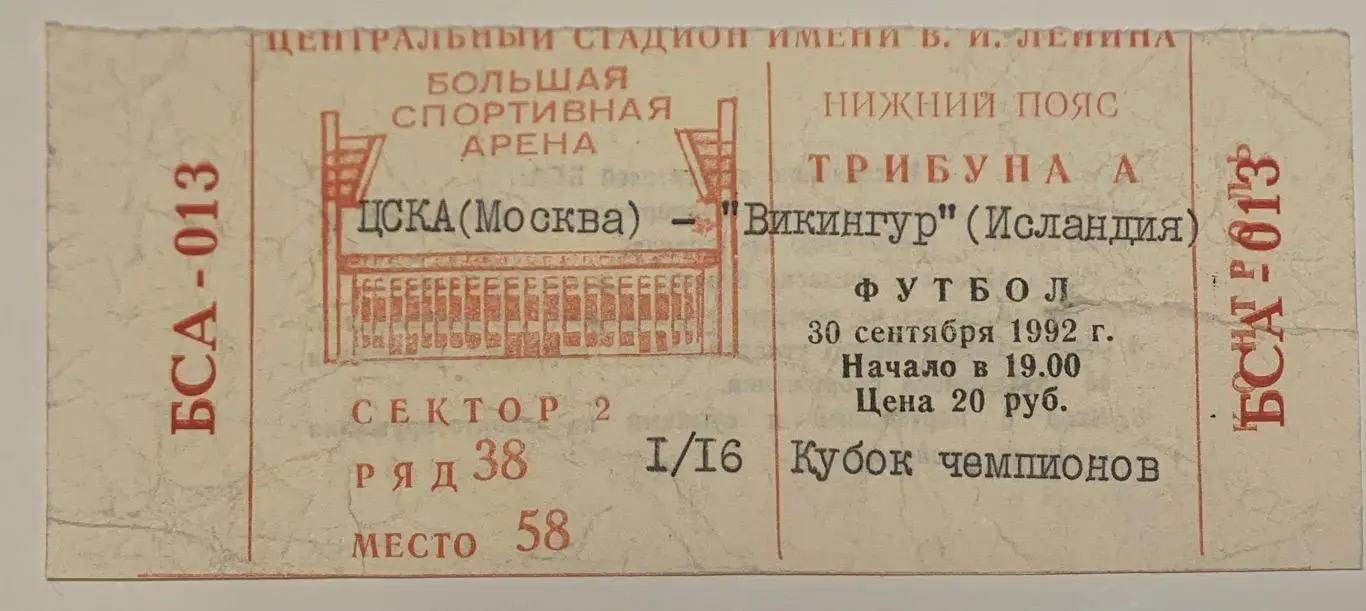 ЦЕНТРАЛЬНЫЙ СТАДИОН ИМЕНИ В. И. ЛЕНИНА
БСА - 013
БОЛЬШАЯ
СПОРТИВНАЯ
АРЕНА
НИЖНИЙ ПОЯС
ТРИБУНА А
ЦСКА(Москва) - "Викингур"(Исландия)
ФУТБОЛ
30 сентября 1992 г.
Начало в 19.00
Цена 20 руб.
СЕКТОР 2
РЯД 38
I/I6 Кубок чемпионов
МЕСТО 58
КОНТРОЛЬ
БСА - 013